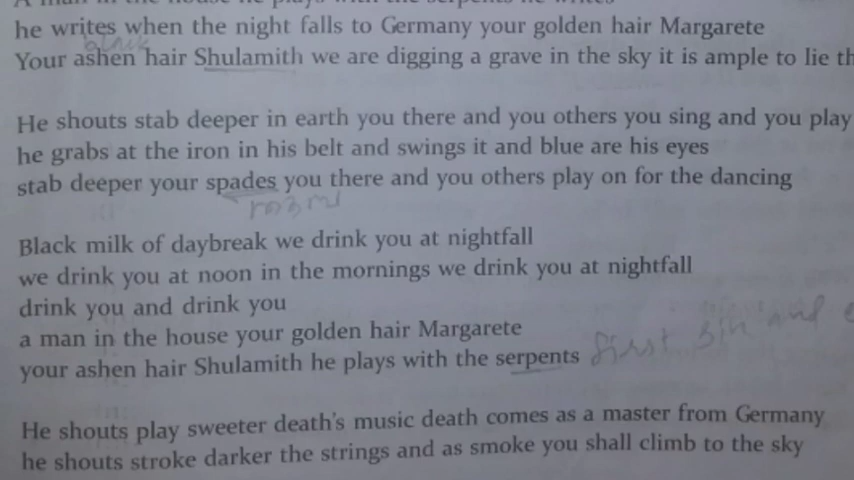 he writes when the night falls to Germany your golden hair Margarete
black
Your ashen hair Shulamith we are digging a grave in the sky it is ample to lie
He shouts stab deeper in earth you there and you others you sing and you play
he grabs at the iron in his belt and swings it and blue are his eyes
stab deeper your spades you there and you others play on for the dancing
Black milk of daybreak we drink you at nightfall
we drink you at noon in the mornings we drink you at nightfall
drink you and drink you
a man in the house your golden hair Margarete
your ashen hair Shulamith he plays with the serpents first sin and
He shouts play sweeter death's music death comes as a master from Germany
he shouts stroke darker the strings and as smoke you shall climb to the sky